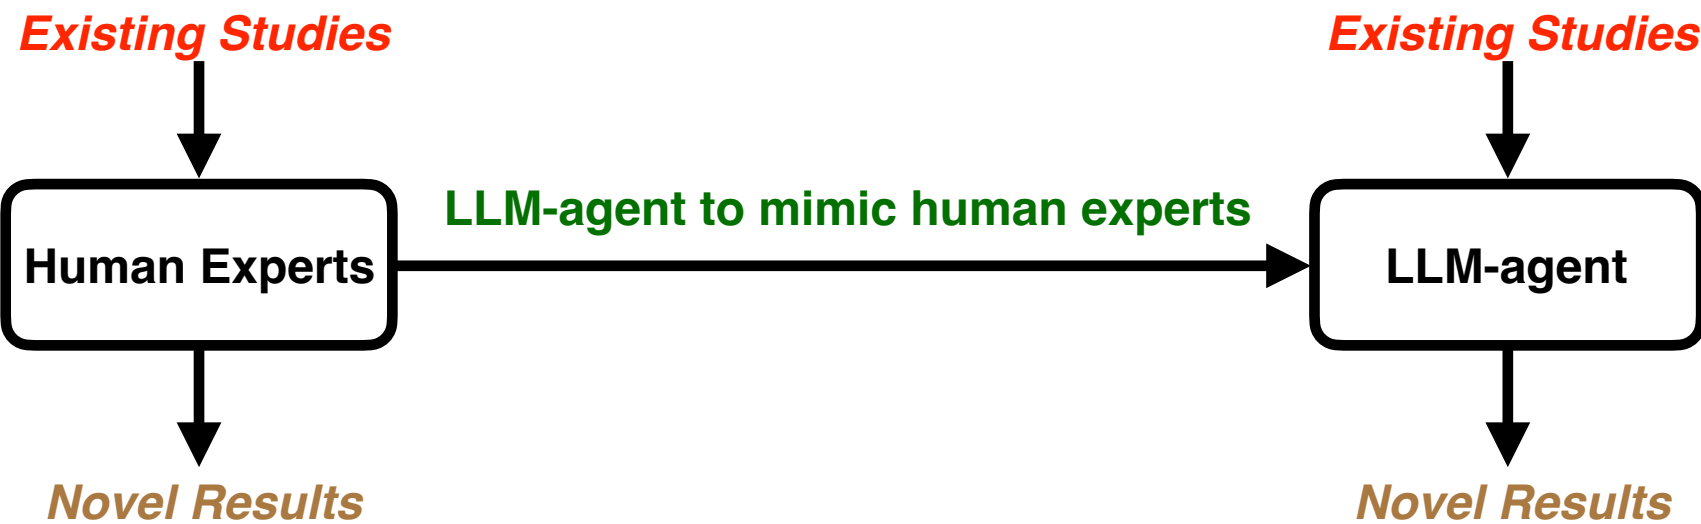 Existing Studies
Existing Studies
LLM-agent to mimic human experts
Human Experts
LLM-agent
Novel Results
Novel Results